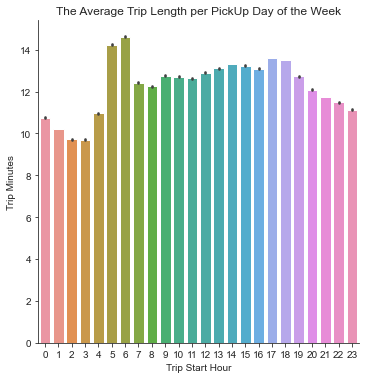 The Average Trip Length per PickUp Day of the Week
14
12
10
8
6
4
2
0
Trip Minutes
0 1 2 3 4 5 6 7 8 9 10 11 12 13 14 15 16 17 18 19 20 21 22 23
Trip Start Hour